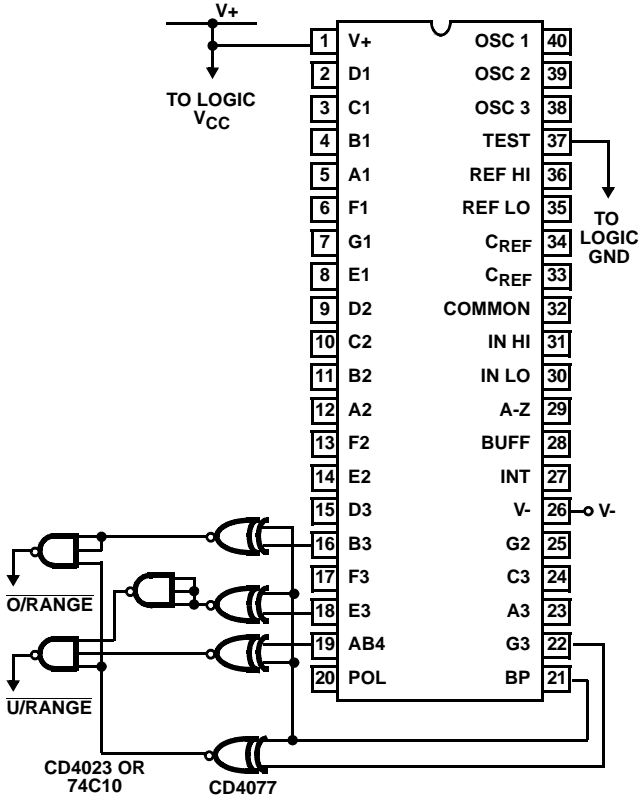 V+
TO LOGIC
VCC
1 V+ OSC 1 40
2 D1 OSC 2 39
3 C1 OSC 3 38
4 B1 TEST 37
5 A1 REF HI 36
6 F1 REF LO 35
7 G1 CREF 34
8 E1 CREF 33
9 D2 COMMON 32
10 C2 IN HI 31
11 B2 IN LO 30
12 A2 A-Z 29
13 F2 BUFF 28
14 E2 INT 27
15 D3 V- 26 V-
16 B3 G2 25
17 F3 C3 24
18 E3 A3 23
19 AB4 G3 22
20 POL BP 21
TO
LOGIC
GND
O/RANGE
U/RANGE
CD4023 OR
74C10
CD4077